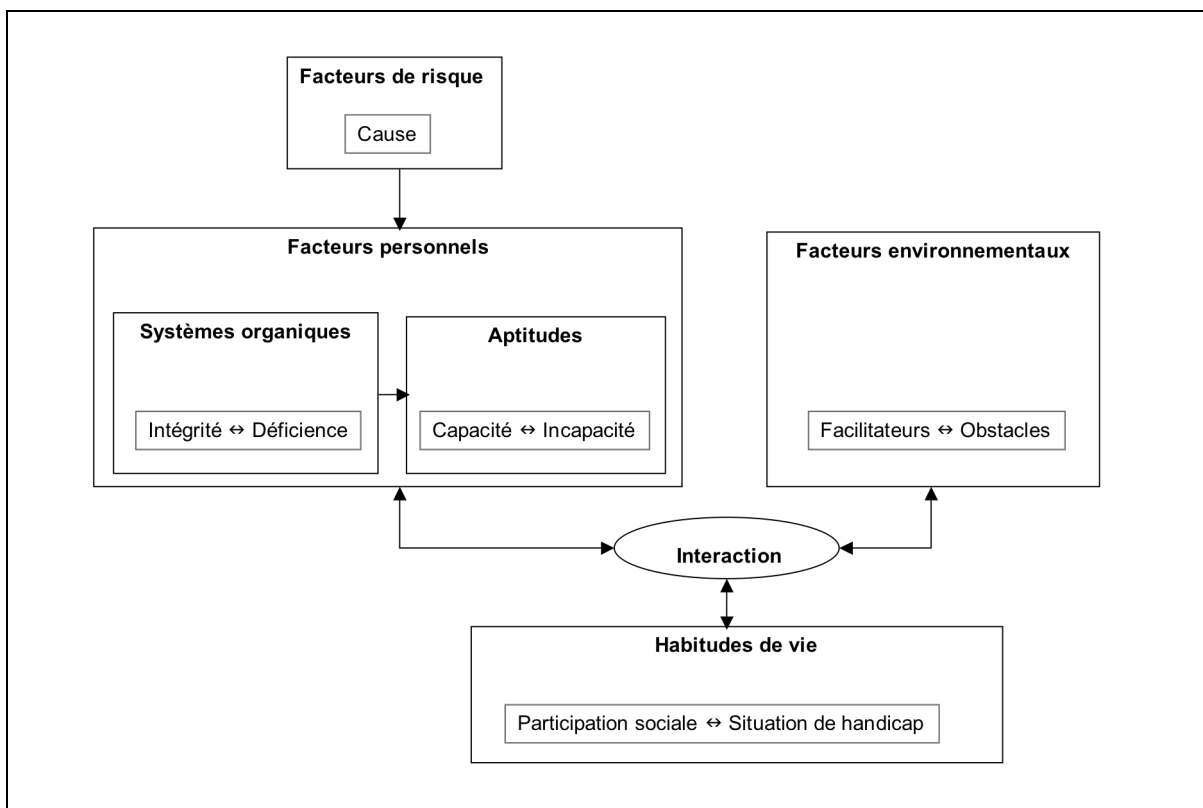 Facteurs de risque
Cause
Facteurs personnels
Facteurs environnementaux
Systèmes organiques
Aptitudes
Intégrité ↔ Déficience
Capacité ↔ Incapacité
Facilitateurs ↔ Obstacles
Interaction
Habitudes de vie
Participation sociale ↔ Situation de handicap